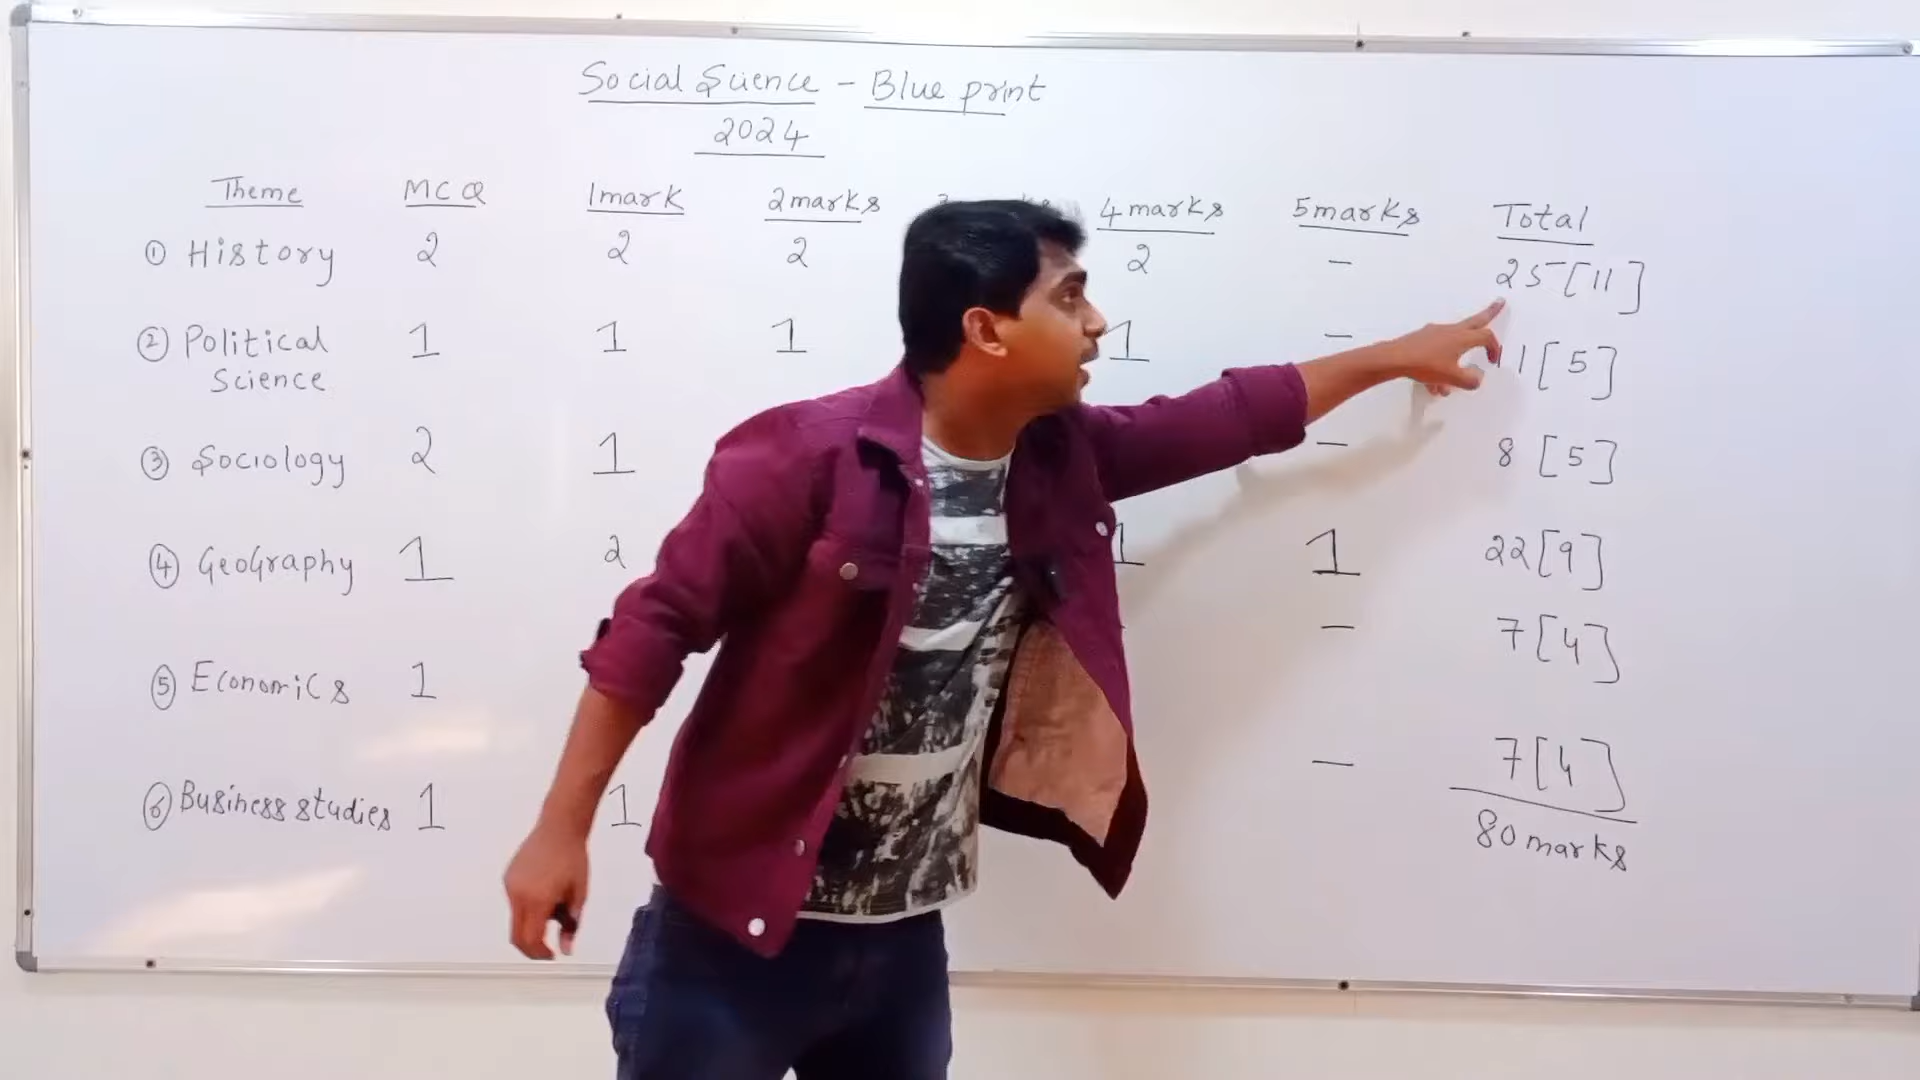 Social Science - Blue print
2024
Theme MCQ 1mark 2marks 4marks 5marks Total
① History 2 2 2 2 - 25[11]
② Political Science 1 1 1 1 - 11[5]
③ Sociology 2 1 - 8[5]
④ Geography 1 2 1 1 22[9]
⑤ Economics 1 - 7[4]
⑥ Business studies 1 1 - 7[4]
80 marks